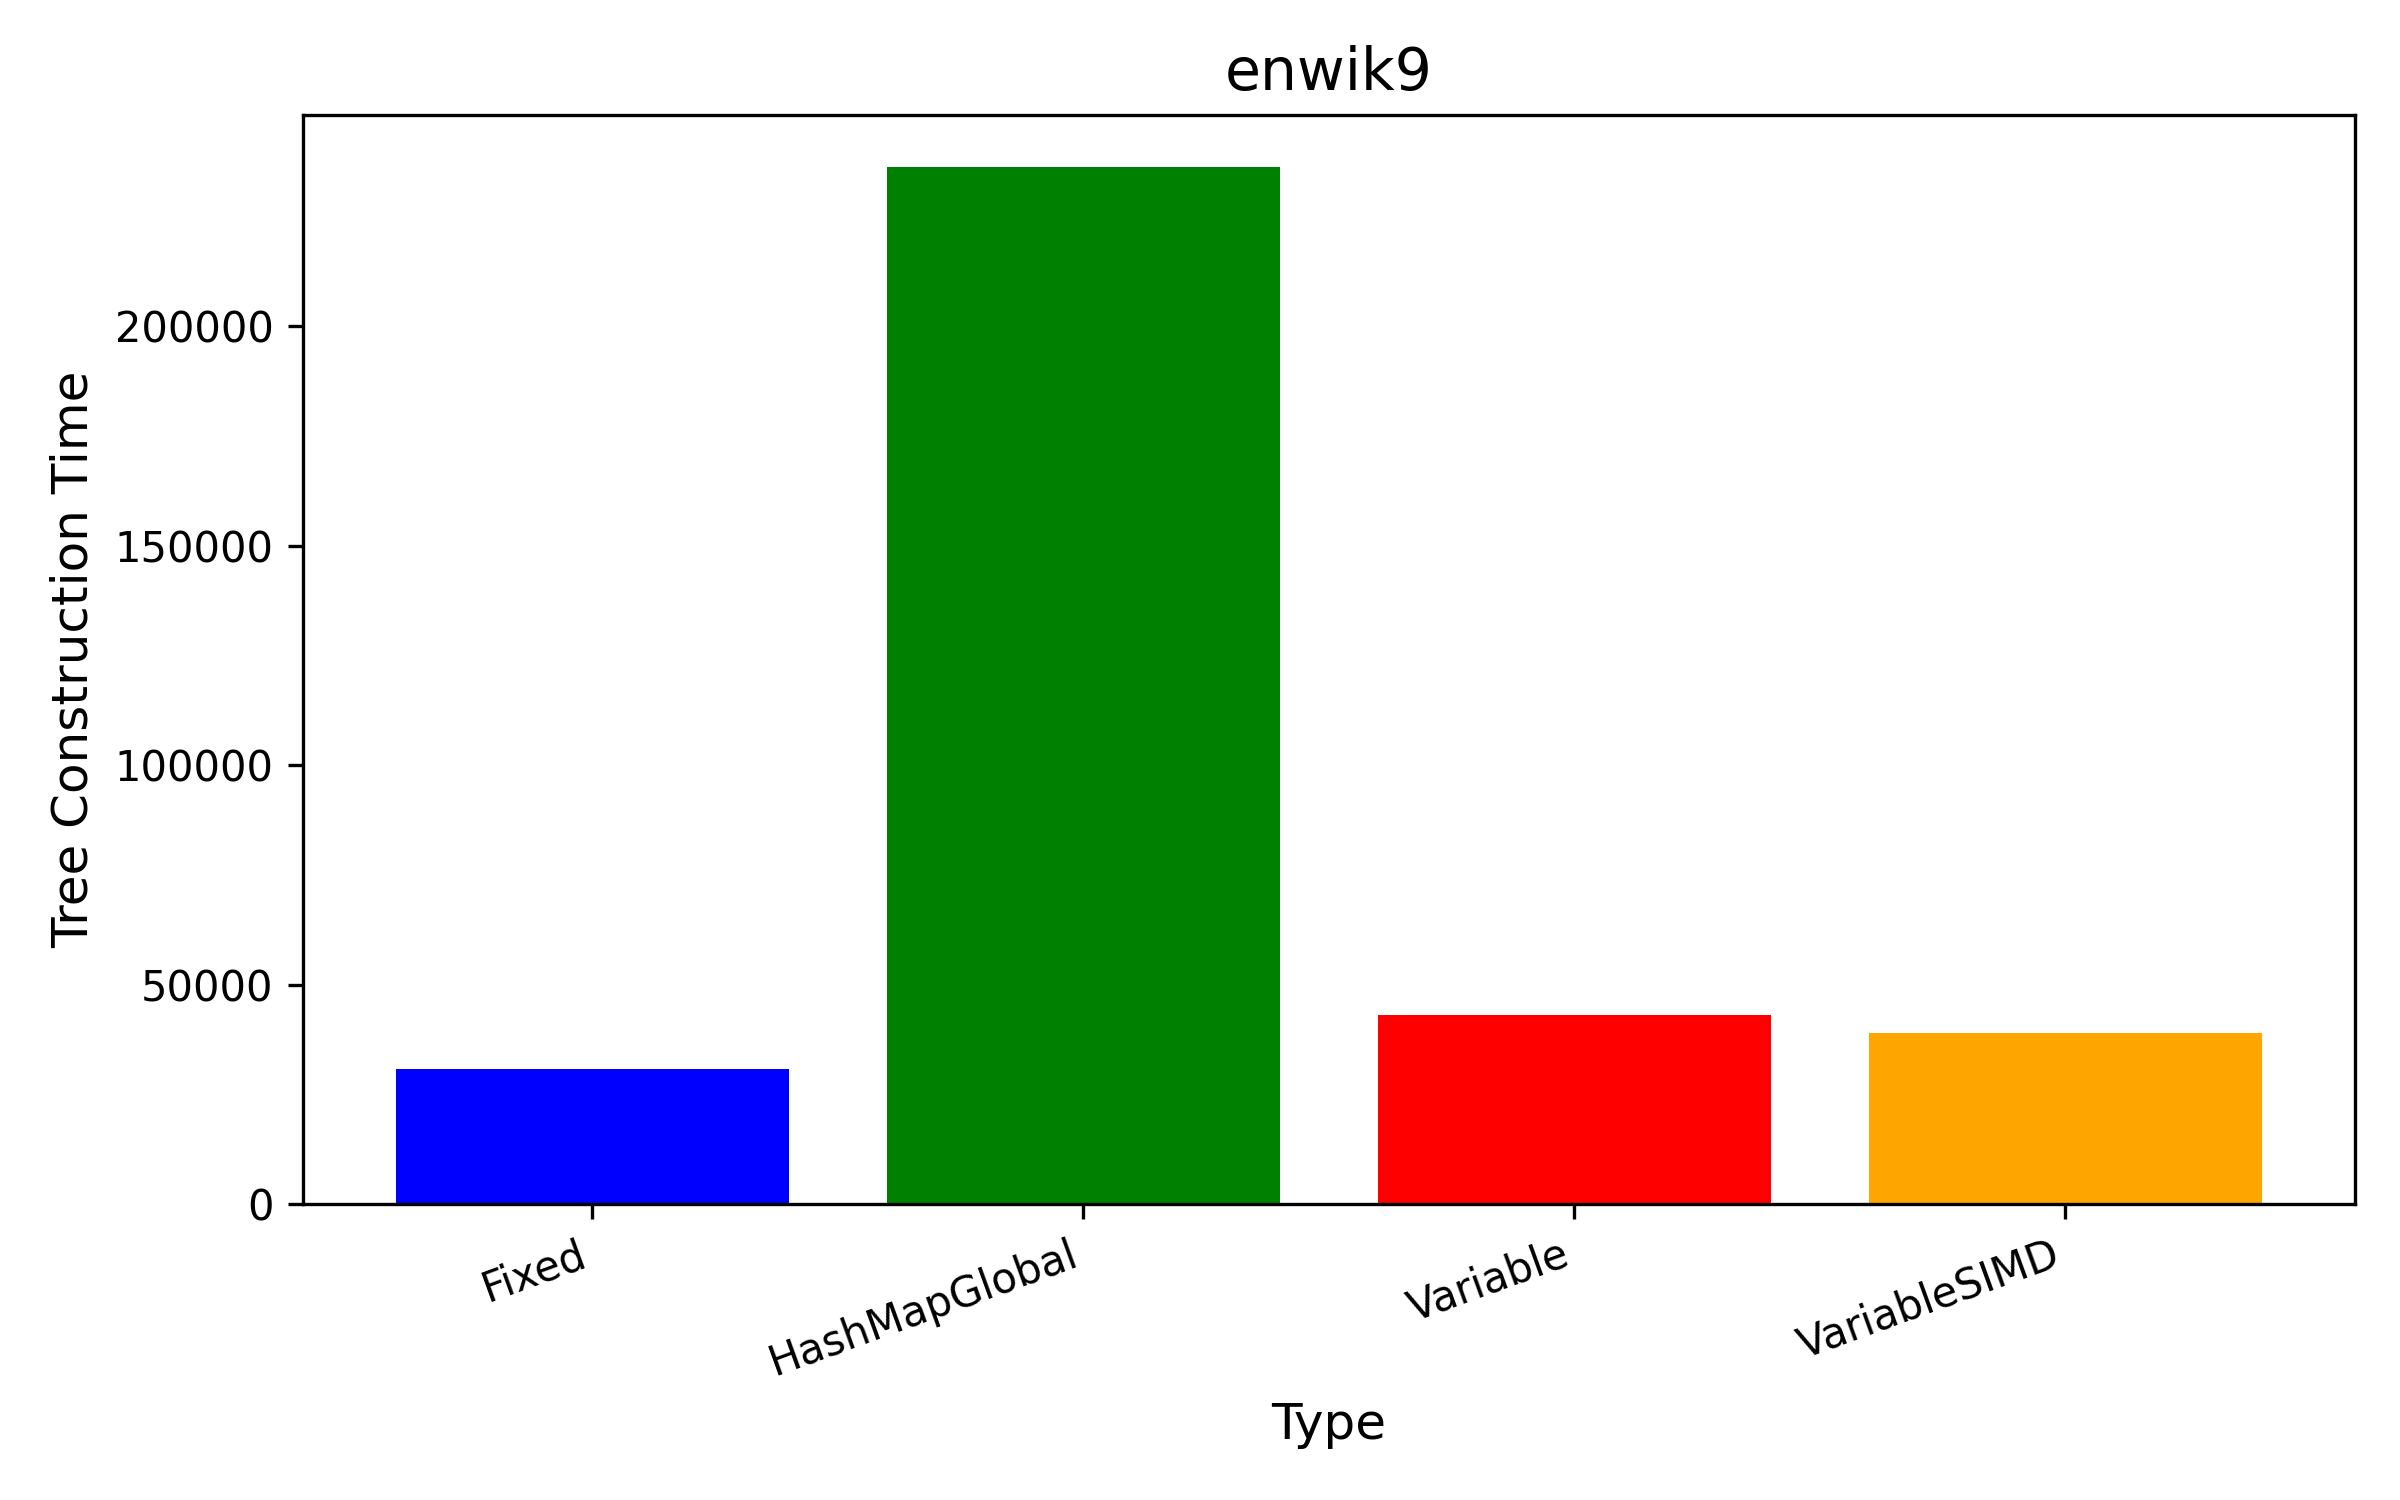 enwik9
Tree Construction Time
200000
150000
100000
50000
0
Fixed
HashMapGlobal
Variable
VariableSIMD
Type